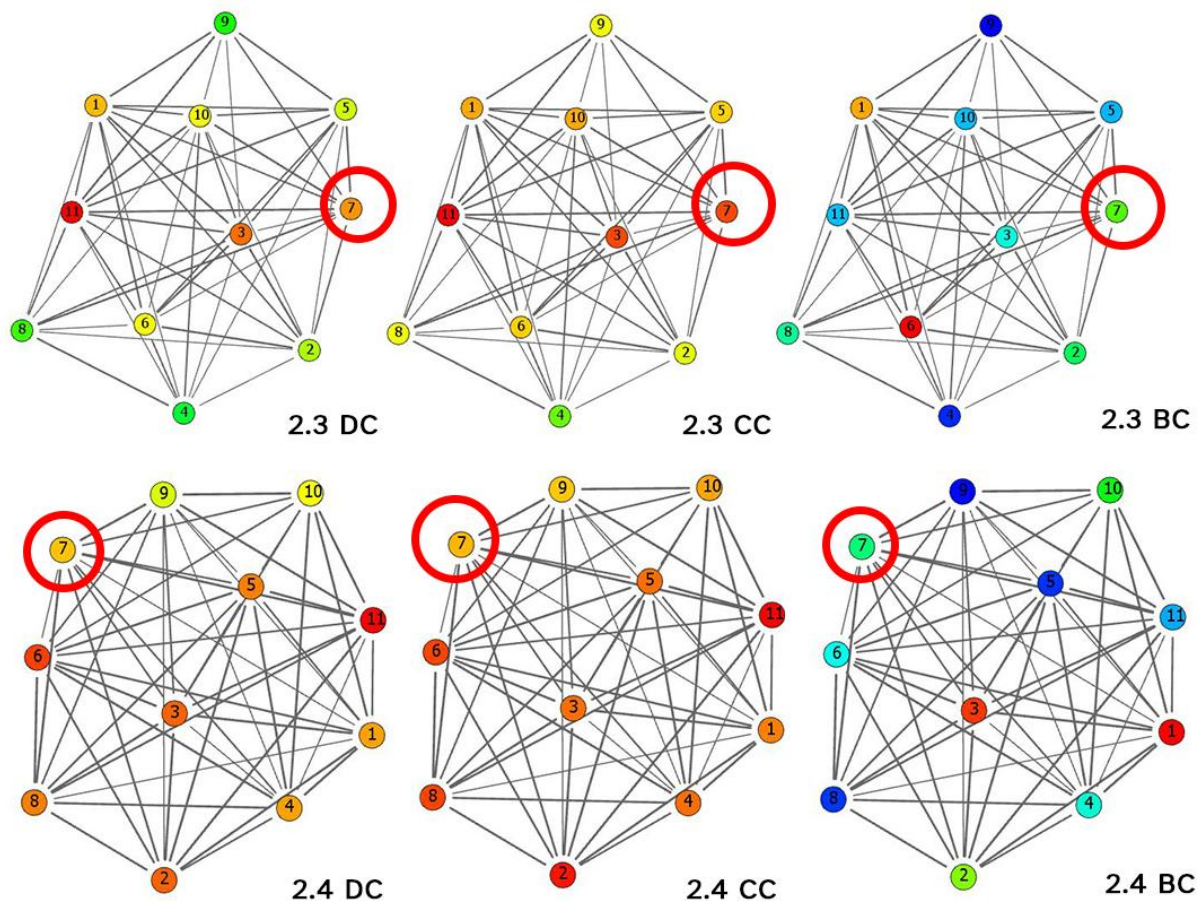 9 9 9
1 10 5 1 10 5 1 10 5
7 7 7
11 3 11 3 11 3
8 6 2 8 6 2 8 6 2
4 4 4
2.3 DC 2.3 CC 2.3 BC
9 10 9 10 9 10
7 7 7
5 5 5
11 11 11
6 6 6
3 3 3
1 1 1
8 4 8 4 8 4
2 2 2
2.4 DC 2.4 CC 2.4 BC